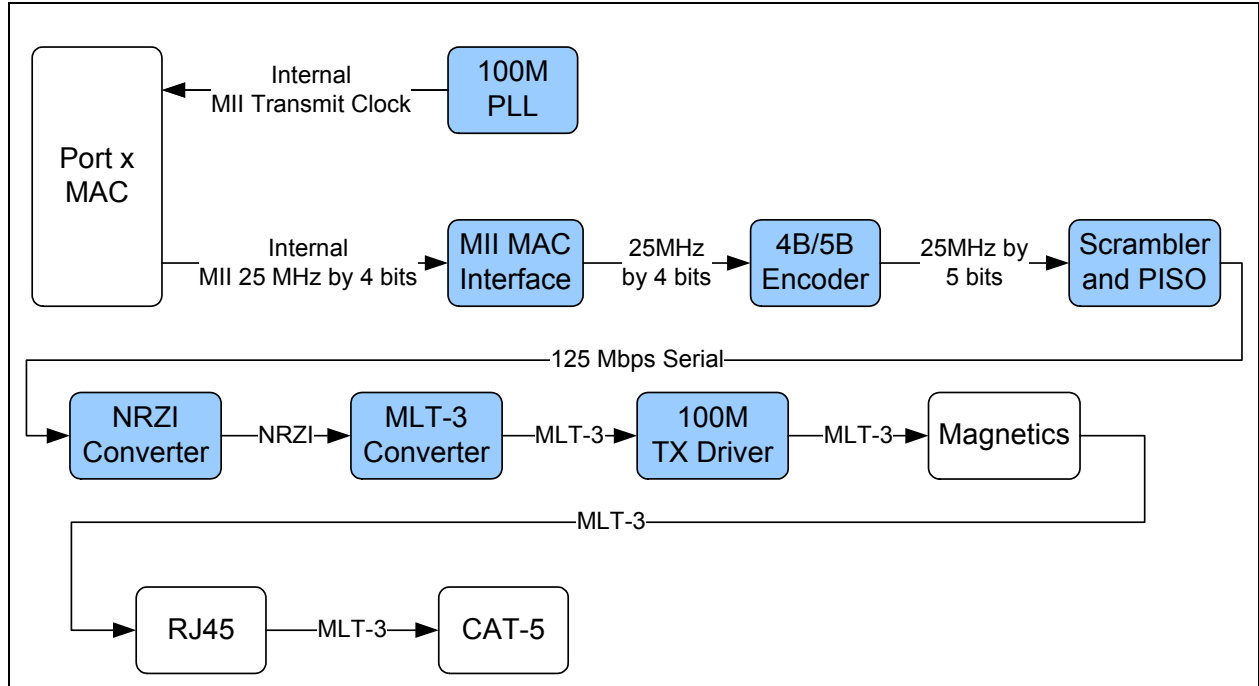 Internal
MII Transmit Clock
100M
PLL
Port x
MAC
Internal
MII 25 MHz by 4 bits
MII MAC
Interface
25MHz
by 4 bits
4B/5B
Encoder
25MHz by
5 bits
Scrambler
and PISO
125 Mbps Serial
NRZI
Converter
NRZI
MLT-3
Converter
MLT-3
100M
TX Driver
MLT-3
Magnetics
MLT-3
RJ45
MLT-3
CAT-5